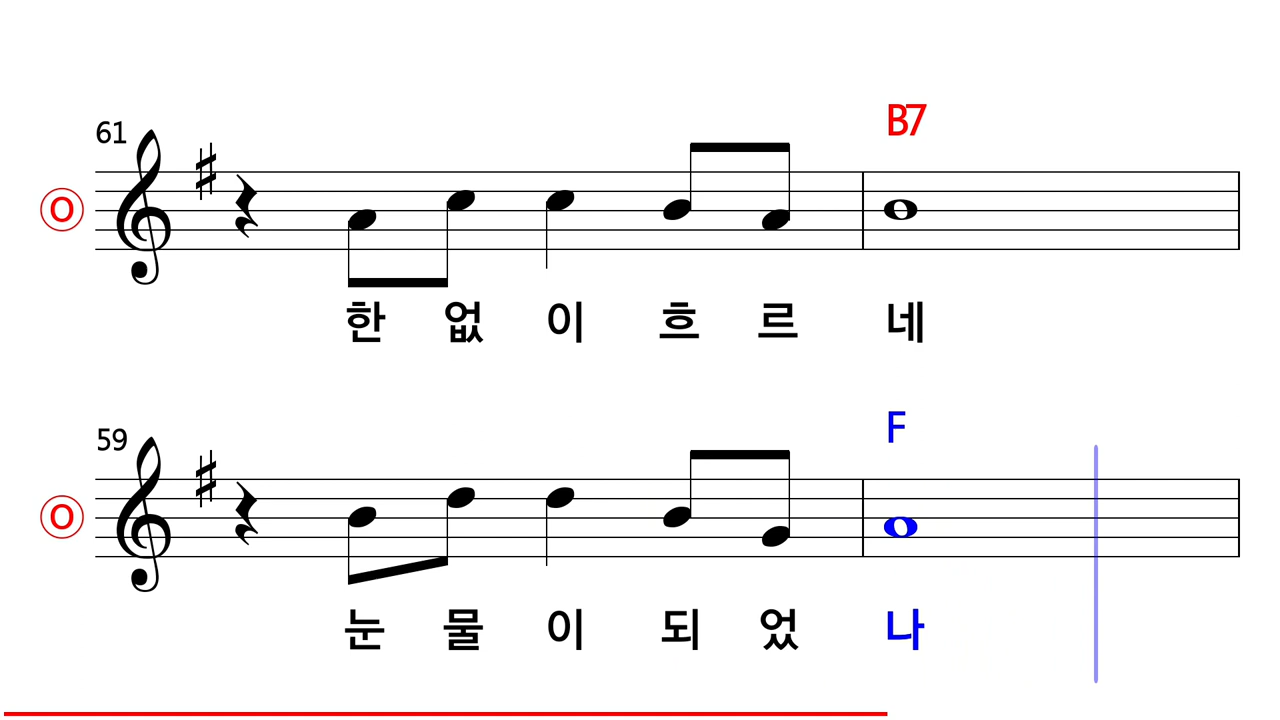 B7
61
O
한 없 이 흐 르 네
F
59
O
눈 물 이 되 었 나